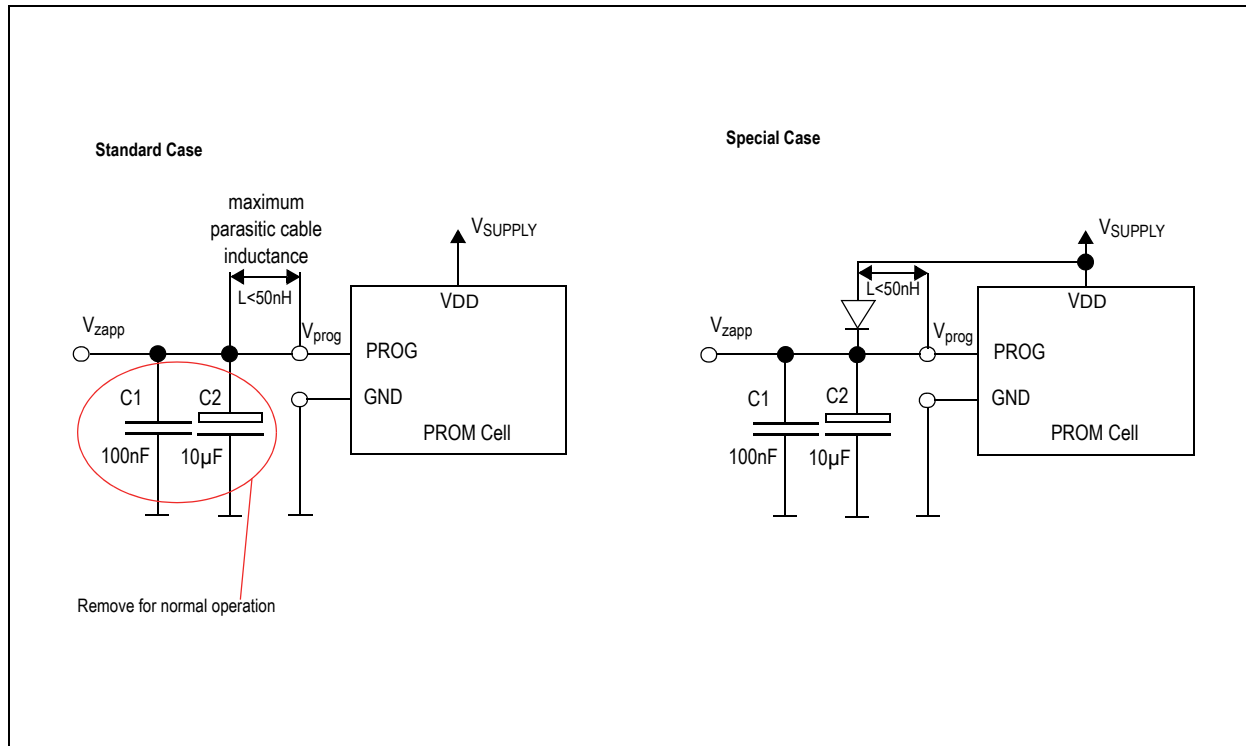 Standard Case
maximum
parasitic cable
inductance
L<50nH
VSUPPLY
VDD
Vzapp
Vprog
PROG
GND
C1
C2
100nF
10µF
PROM Cell
Remove for normal operation
Special Case
VSUPPLY
L<50nH
VDD
Vzapp
Vprog
PROG
GND
C1
C2
100nF
10µF
PROM Cell